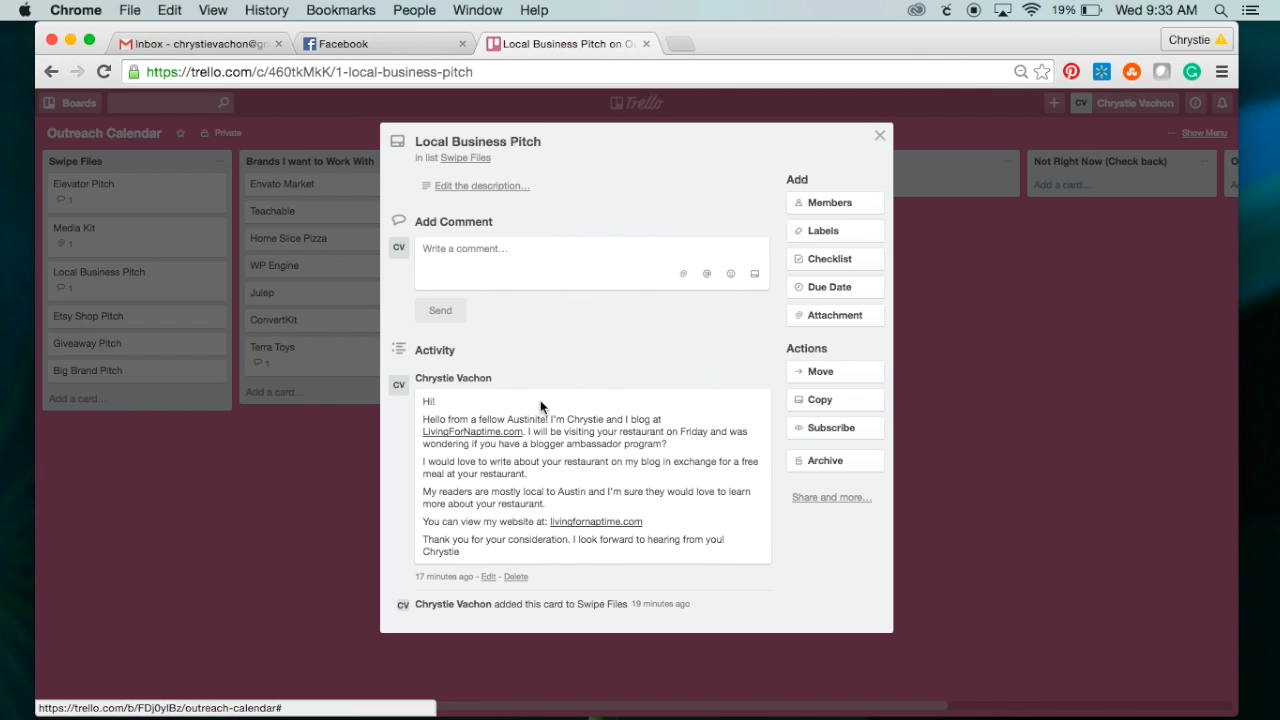 Chrome File Edit View History Bookmarks People Window Help 19% Wed 9:33 AM
Inbox - chrystievachon@gm Facebook Local Business Pitch on O Chrystie
https://trello.com/c/460tkMkK/1-local-business-pitch
Boards Trello CV Chrystie Vachon
Outreach Calendar Private Show Menu
Swipe Files
Elevator Pitch
1
Media Kit
1
Local Business Pitch
1
Etsy Shop Pitch
Giveaway Pitch
Big Brand Pitch
Add a card…
Brands I want to Work With
Envato Market
Teachable
Home Slice Pizza
WP Engine
Julep
ConvertKit
Terra Toys
1
Add a card…
Local Business Pitch
in list Swipe Files
Edit the description…
Add Comment
CV
Write a comment…
Send
Activity
CV Chrystie Vachon
Hi!
Hello from a fellow Austinite! I'm Chrystie and I blog at
LivingForNaptime.com. I will be visiting your restaurant on Friday and was
wondering if you have a blogger ambassador program?
I would love to write about your restaurant on my blog in exchange for a free
meal at your restaurant.
My readers are mostly local to Austin and I'm sure they would love to learn
more about your restaurant.
You can view my website at: livingfornaptime.com
Thank you for your consideration. I look forward to hearing from you!
Chrystie
17 minutes ago - Edit - Delete
CV Chrystie Vachon added this card to Swipe Files 19 minutes ago
Add
Members
Labels
Checklist
Due Date
Attachment
Actions
Move
Copy
Subscribe
Archive
Share and more…
Not Right Now (Check back)
Add a card…
O
A
https://trello.com/b/FDj0yIBz/outreach-calendar#